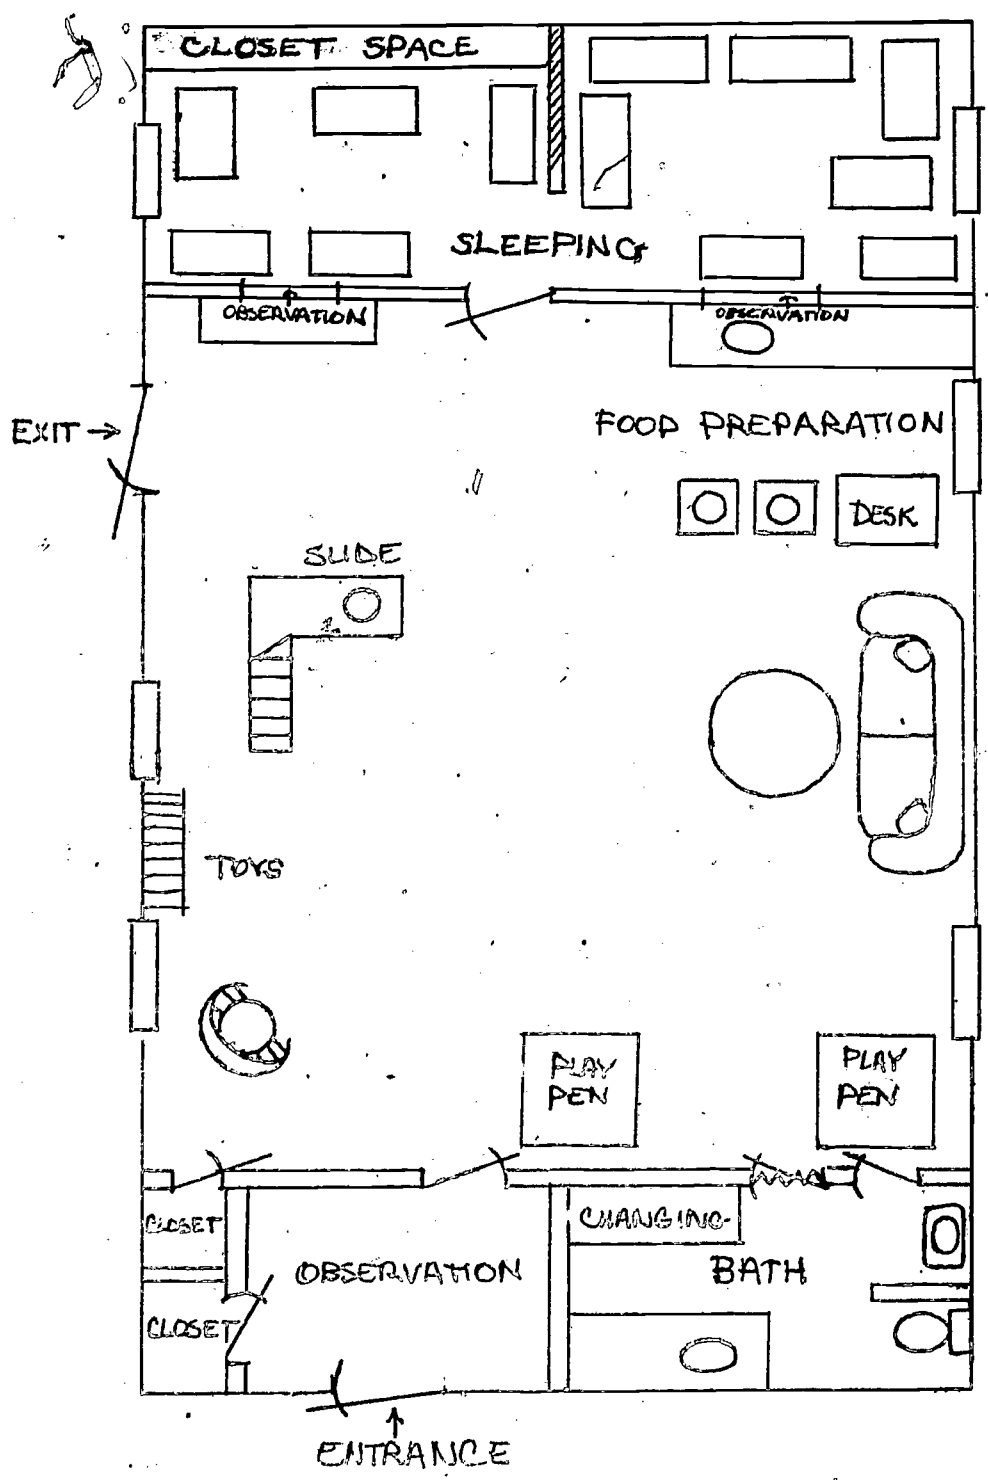 CLOSET SPACE
SLEEPING
OBSERVATION
OBSERVATION
EXIT →
FOOD PREPARATION
DESK
SLIDE
TOYS
PLAY
PEN
PLAY
PEN
CLOSET
CHANGING
OBSERVATION
BATH
CLOSET
ENTRANCE